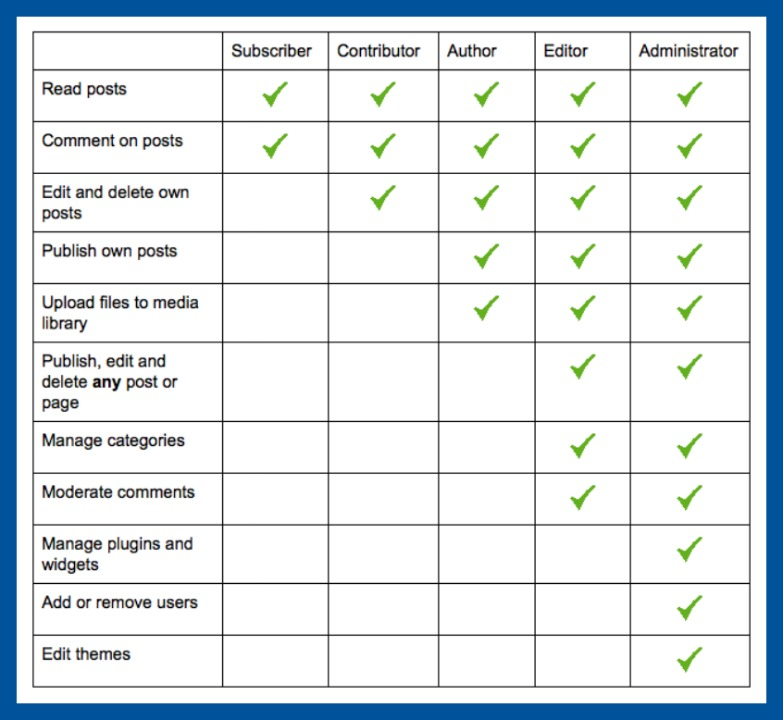 Subscriber Contributor Author Editor Administrator
Read posts
Comment on posts
Edit and delete own
posts
Publish own posts
Upload files to media
library
Publish, edit and
delete any post or
page
Manage categories
Moderate comments
Manage plugins and
widgets
Add or remove users
Edit themes